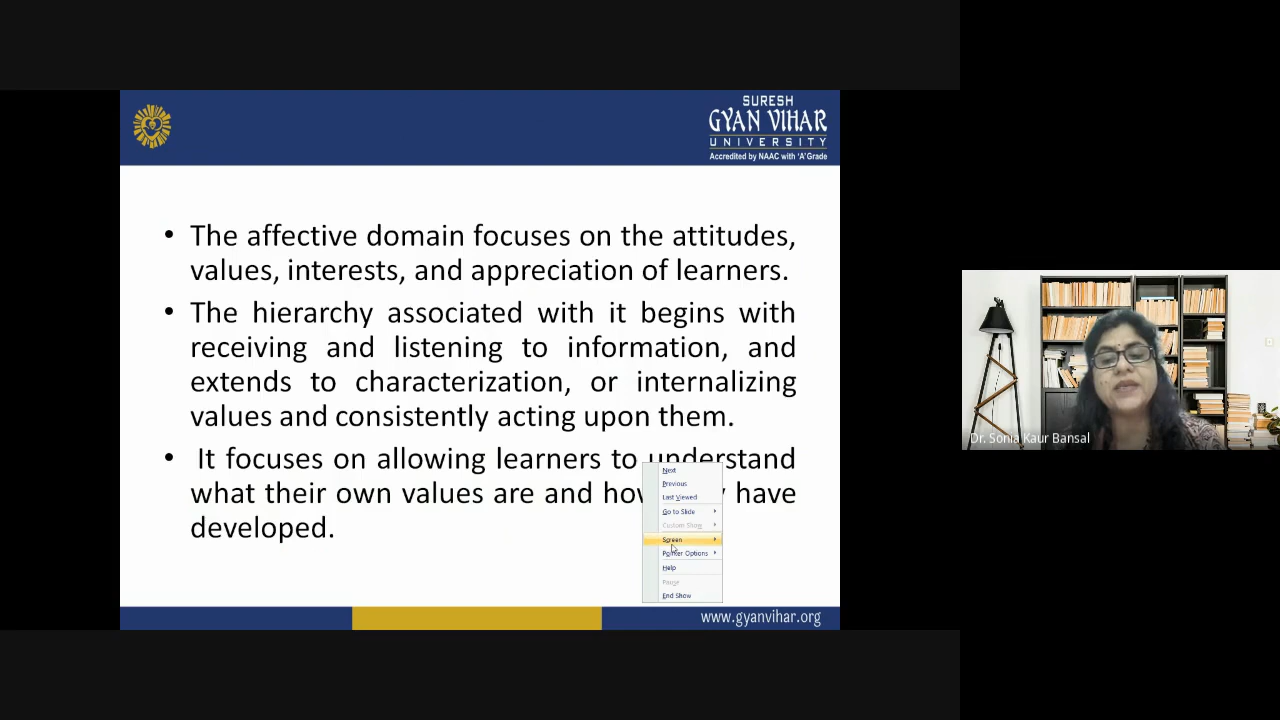 SURESH
GYAN VIHAR
UNIVERSITY
Accredited by NAAC with 'A' Grade
• The affective domain focuses on the attitudes,
values, interests, and appreciation of learners.
• The hierarchy associated with it begins with
receiving and listening to information, and
extends to characterization, or internalizing
values and consistently acting upon them.
• It focuses on allowing learners to understand
what their own values are and how have
developed.
Next
Previous
Last Viewed
Go to Slide
Custom Show
Screen
Pointer Options
Help
Pause
End Show
www.gyanvihar.org
Dr. Sonia Kaur Bansal